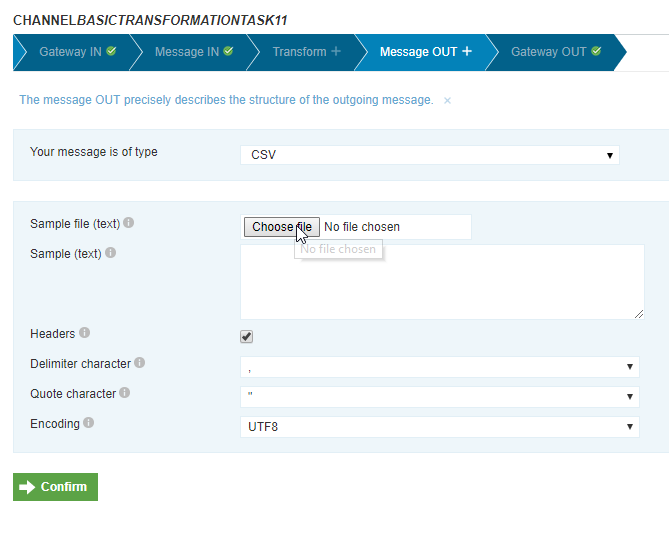 CHANNELBASICTRANSFORMATIONTASK11
Gateway IN Message IN Transform + Message OUT + Gateway OUT
The message OUT precisely describes the structure of the outgoing message. ×
Your message is of type CSV
Sample file (text) Choose file No file chosen
No file chosen
Sample (text)
Headers
Delimiter character ,
Quote character "
Encoding UTF8
Confirm